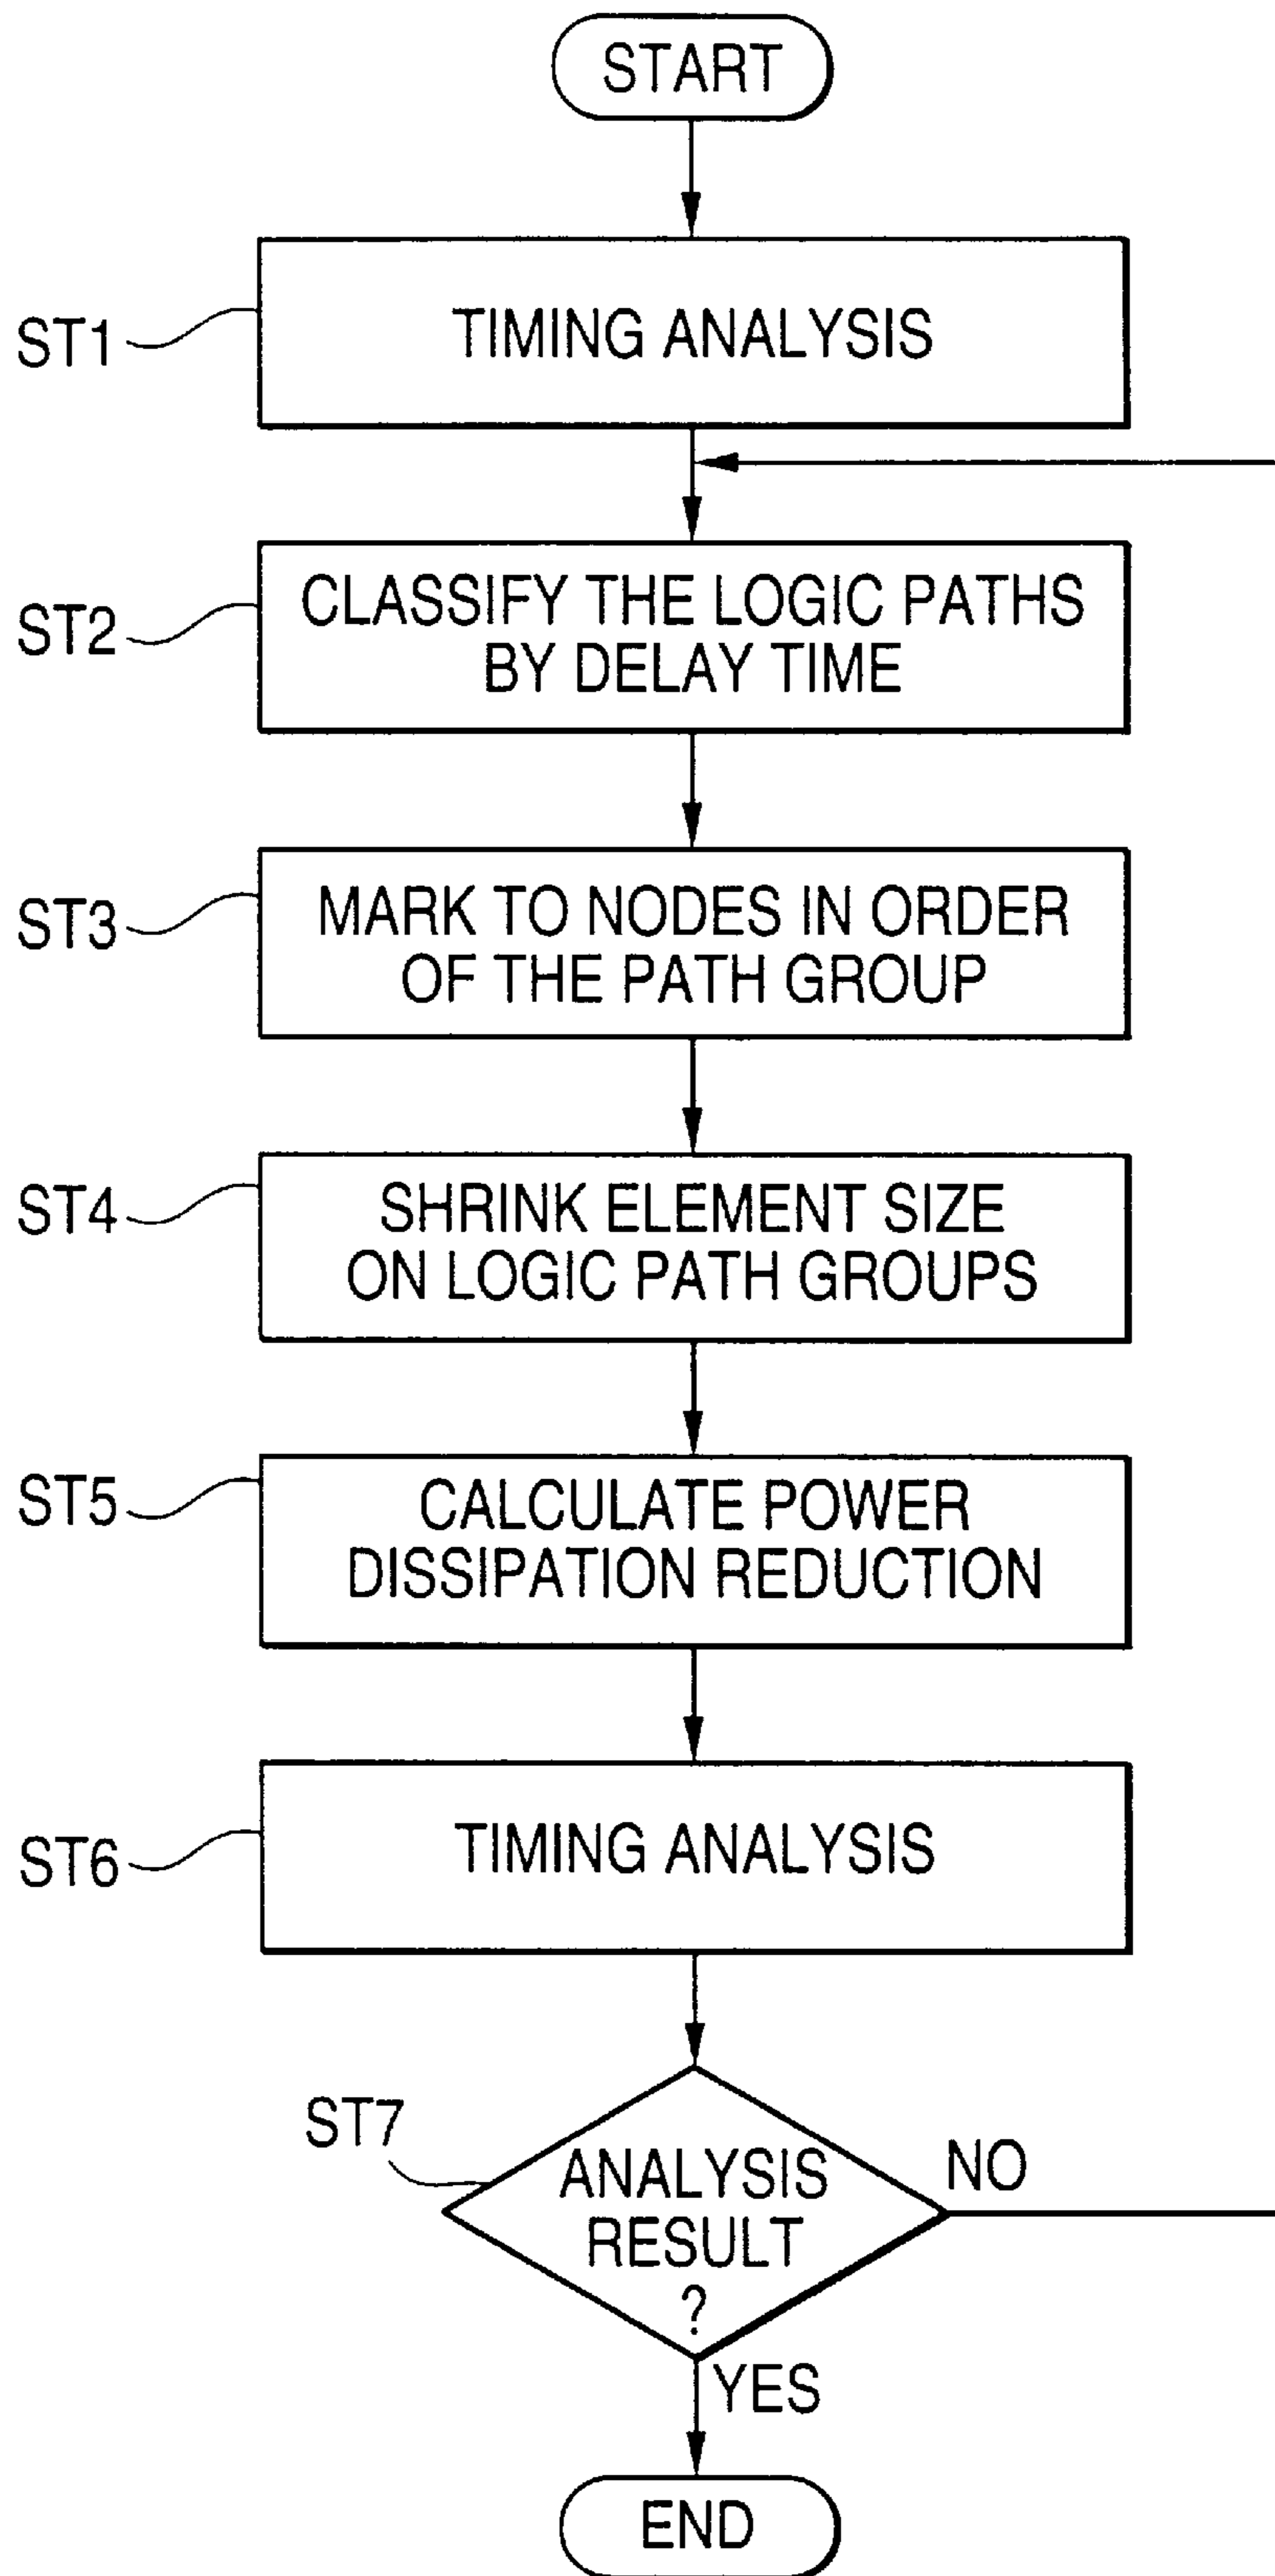 START
ST1
TIMING ANALYSIS
ST2
CLASSIFY THE LOGIC PATHS
BY DELAY TIME
ST3
MARK TO NODES IN ORDER
OF THE PATH GROUP
ST4
SHRINK ELEMENT SIZE
ON LOGIC PATH GROUPS
ST5
CALCULATE POWER
DISSIPATION REDUCTION
ST6
TIMING ANALYSIS
ST7
ANALYSIS
RESULT
?
NO
YES
END